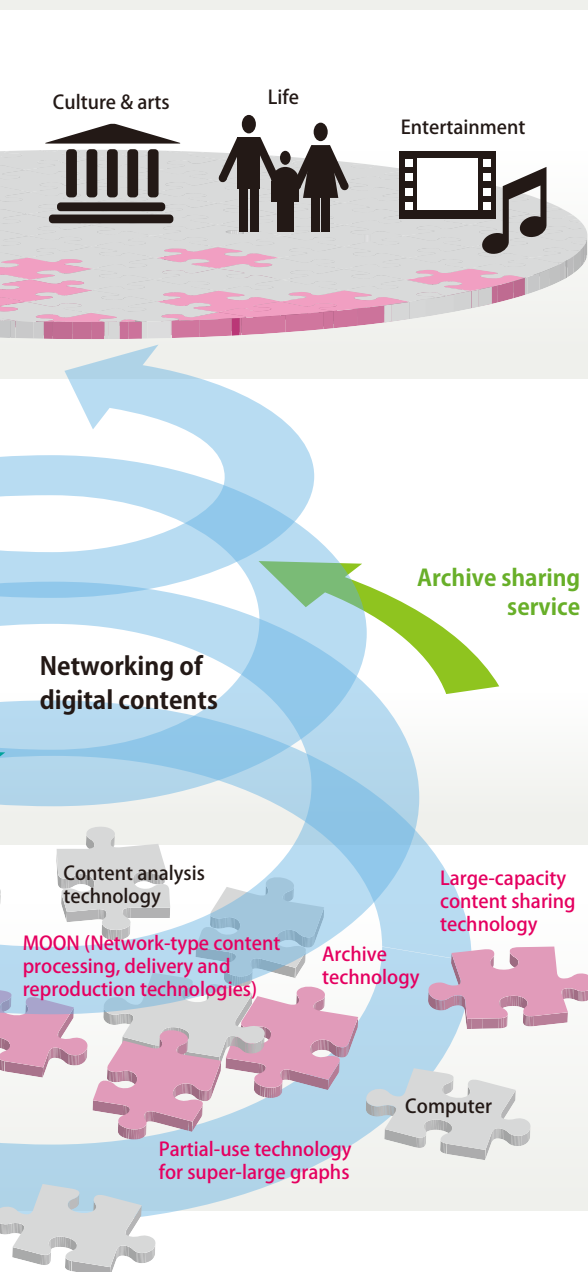 Culture & arts
Life
Entertainment
Archive sharing
service
Networking of
digital contents
Content analysis
technology
Large-capacity
content sharing
technology
MOON (Network-type content
processing, delivery and
reproduction technologies)
Archive
technology
Computer
Partial-use technology
for super-large graphs